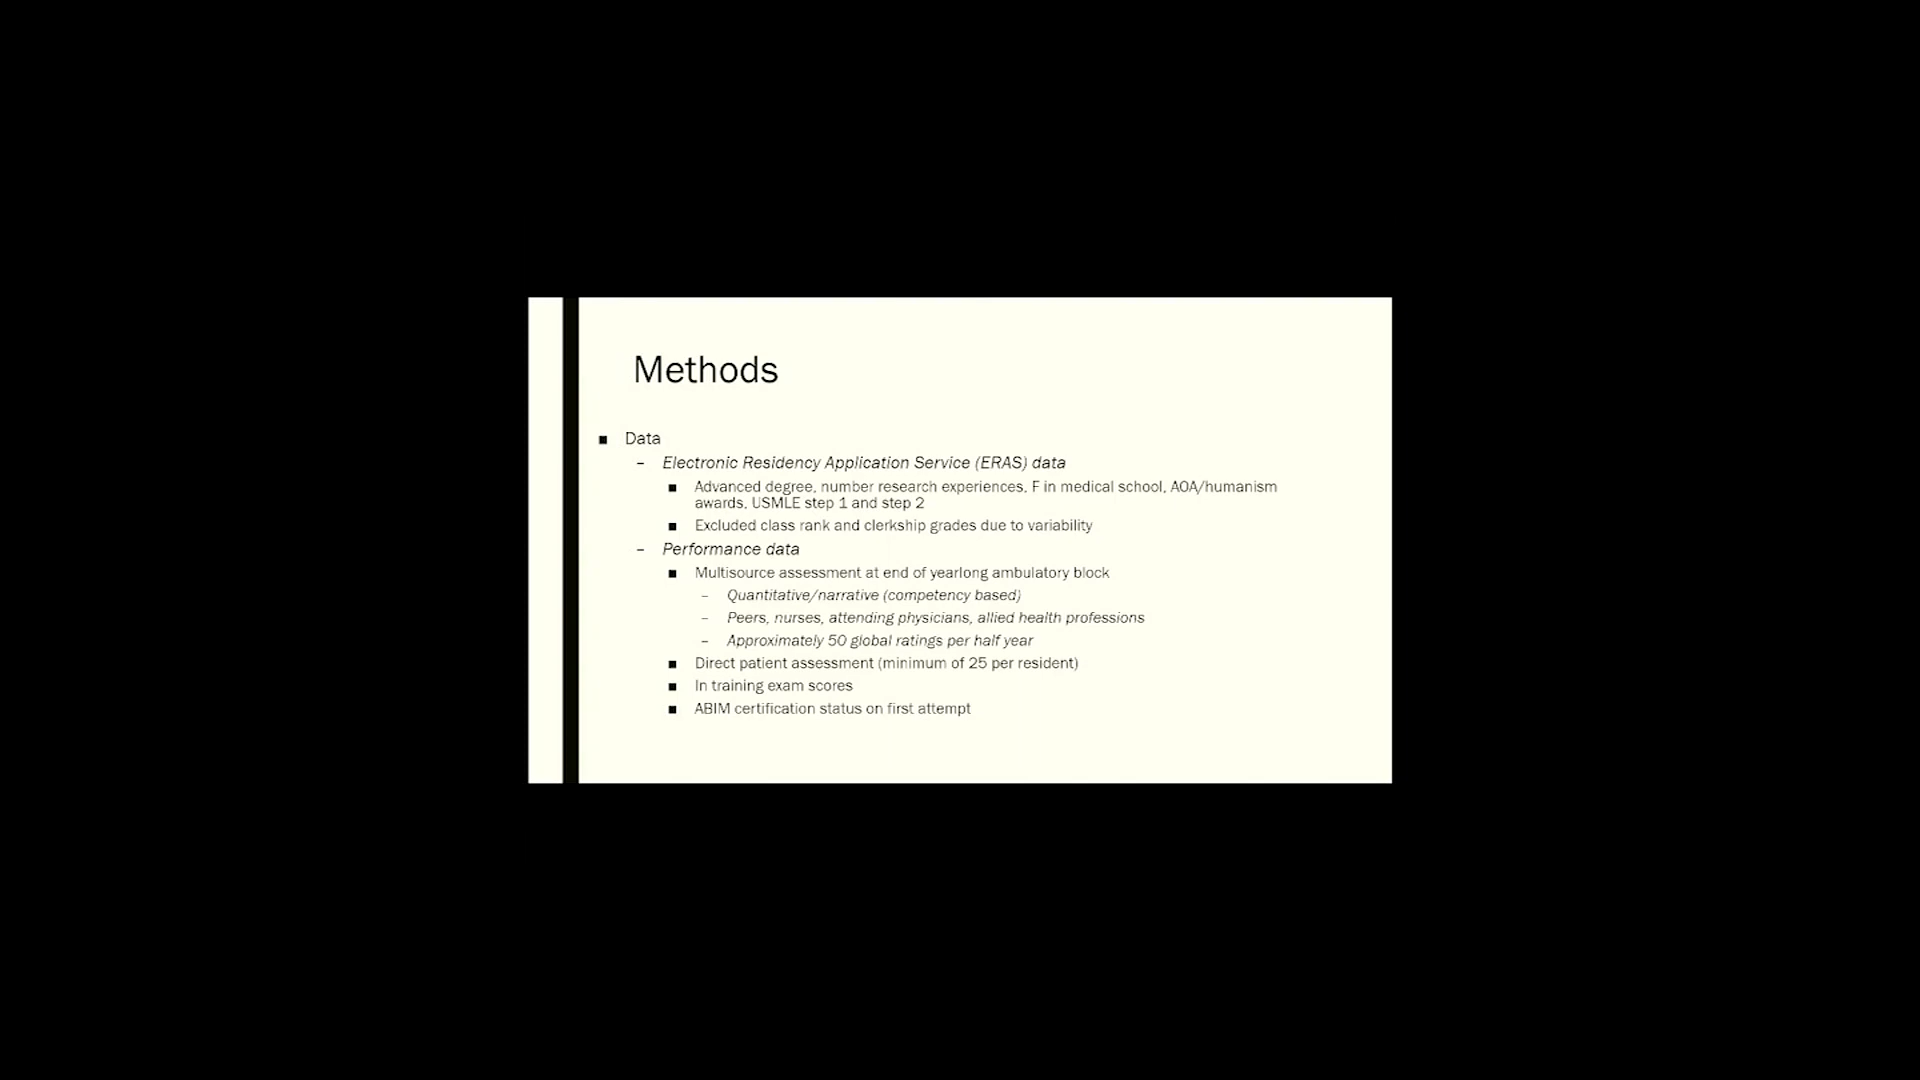 Methods
■ Data
– Electronic Residency Application Service (ERAS) data
■ Advanced degree, number research experiences, F in medical school, AOA/humanism
awards, USMLE step 1 and step 2
■ Excluded class rank and clerkship grades due to variability
– Performance data
■ Multisource assessment at end of yearlong ambulatory block
– Quantitative/narrative (competency based)
– Peers, nurses, attending physicians, allied health professions
– Approximately 50 global ratings per half year
■ Direct patient assessment (minimum of 25 per resident)
■ In training exam scores
■ ABIM certification status on first attempt